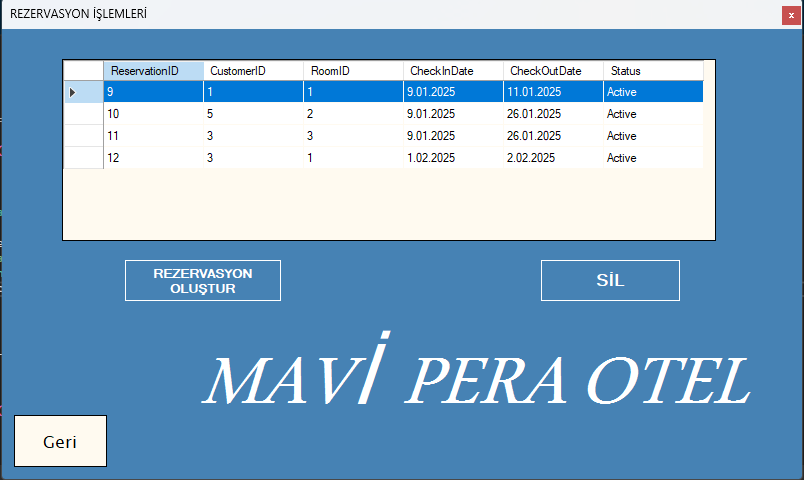 REZERVASYON İŞLEMLERİ
x
ReservationID CustomerID RoomID CheckInDate CheckOutDate Status
9 1 1 9.01.2025 11.01.2025 Active
10 5 2 9.01.2025 26.01.2025 Active
11 3 3 9.01.2025 26.01.2025 Active
12 3 1 1.02.2025 2.02.2025 Active
REZERVASYON
OLUŞTUR
SİL
MAVİ PERA OTEL
Geri